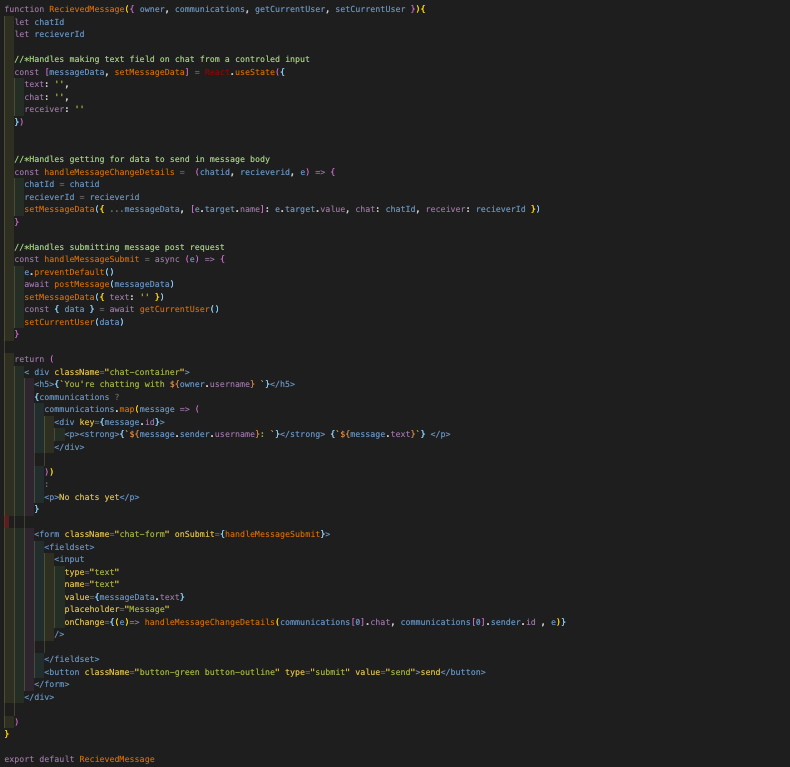 function RecievedMessage({ owner, communications, getCurrentUser, setCurrentUser }){
let chatId
let recieverId
//*Handles making text field on chat from a controled input
const [messageData, setMessageData] = React.useState({
text: '',
chat: '',
receiver: ''
})
//*Handles getting for data to send in message body
const handleMessageChangeDetails =  (chatid, recieverid, e) => {
chatId = chatid
recieverId = recieverid
setMessageData({ ...messageData, [e.target.name]: e.target.value, chat: chatId, receiver: recieverId })
}
//*Handles submitting message post request
const handleMessageSubmit = async (e) => {
e.preventDefault()
await postMessage(messageData)
setMessageData({ text: '' })
const { data } = await getCurrentUser()
setCurrentUser(data)
}
return (
< div className="chat-container">
<h5>{`You're chatting with ${owner.username} `}</h5>
{communications ?
communications.map(message => (
<div key={message.id}>
<p><strong>{`${message.sender.username}: `}</strong> {`${message.text}`} </p>
</div>
))
:
<p>No chats yet</p>
}
<form className="chat-form" onSubmit={handleMessageSubmit}>
<fieldset>
<input
type="text"
name="text"
value={messageData.text}
placeholder="Message"
onChange={(e)=> handleMessageChangeDetails(communications[0].chat, communications[0].sender.id , e)}
/>
</fieldset>
<button className="button-green button-outline" type="submit" value="send">send</button>
</form>
</div>
)
}
export default RecievedMessage